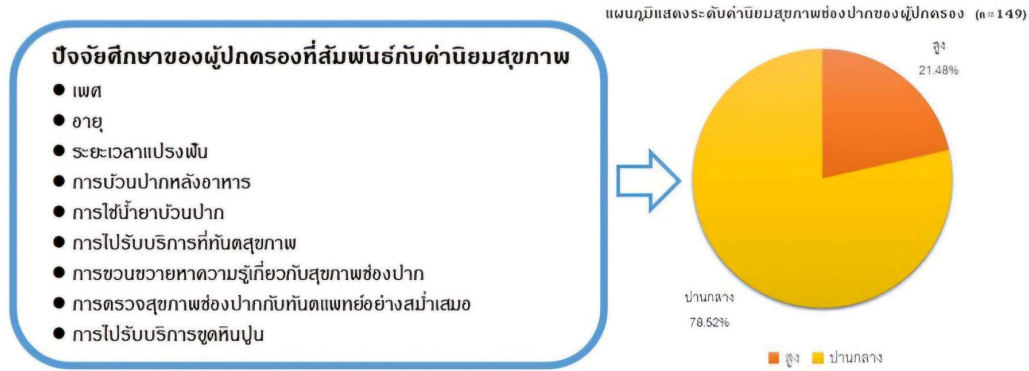 แผนภูมิแสดงระดับค่านิยมสุขภาพช่องปากของผู้ปกครอง (n = 149)
ปัจจัยศึกษาของผู้ปกครองที่สัมพันธ์กับค่านิยมสุขภาพ
● เพศ
● อายุ
● ระยะเวลาแปรงฟัน
● การบ้วนปากหลังอาหาร
● การใช้น้ำยาบ้วนปาก
● การไปรับบริการที่ทันตสุขภาพ
● การขวนขวายหาความรู้เกี่ยวกับสุขภาพช่องปาก
● การตรวจสุขภาพช่องปากกับทันตแพทย์อย่างสม่ำเสมอ
● การไปรับบริการขูดหินปูน
สูง
21.48%
ปานกลาง
78.52%
สูง ปานกลาง